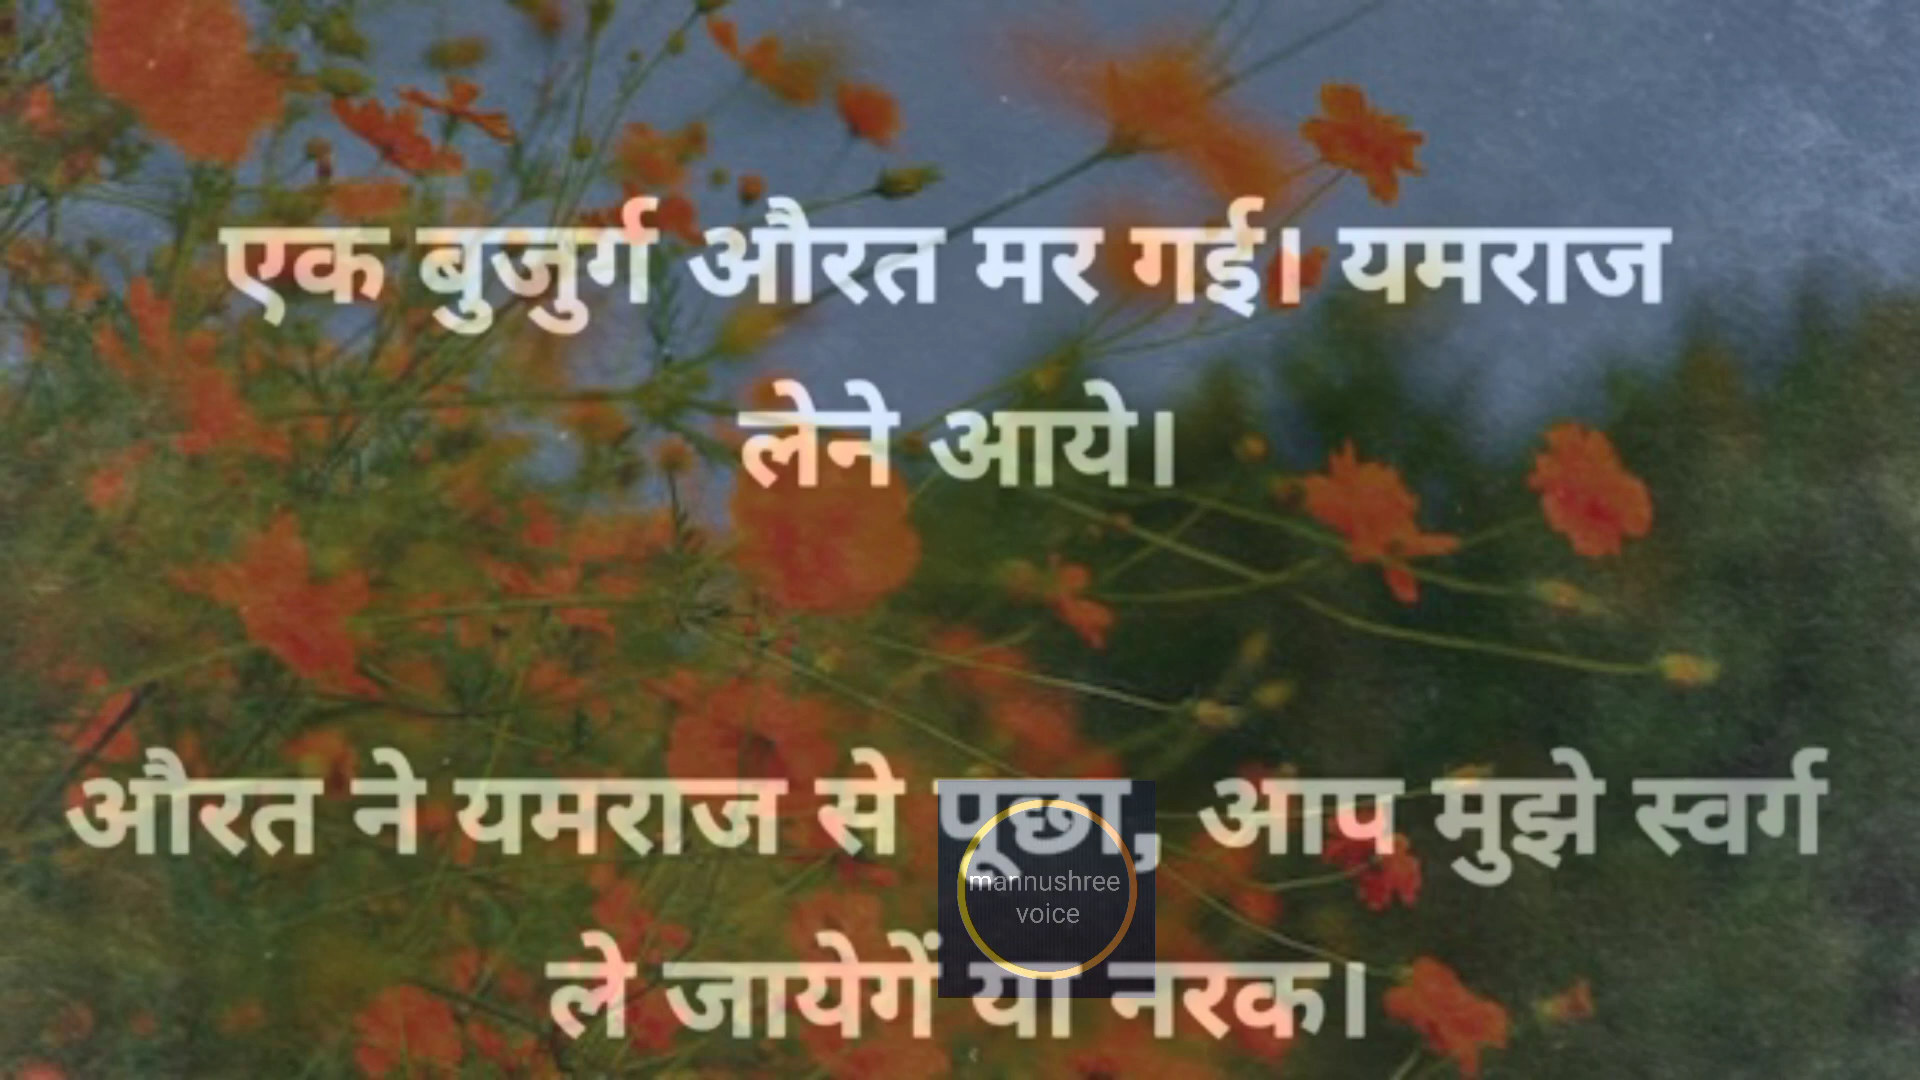 एक बुजुर्ग औरत मर गई। यमराज
लेने आये।
औरत ने यमराज से पूछा, आप मुझे स्वर्ग
mannushree
voice
ले जायेगें या नरक।